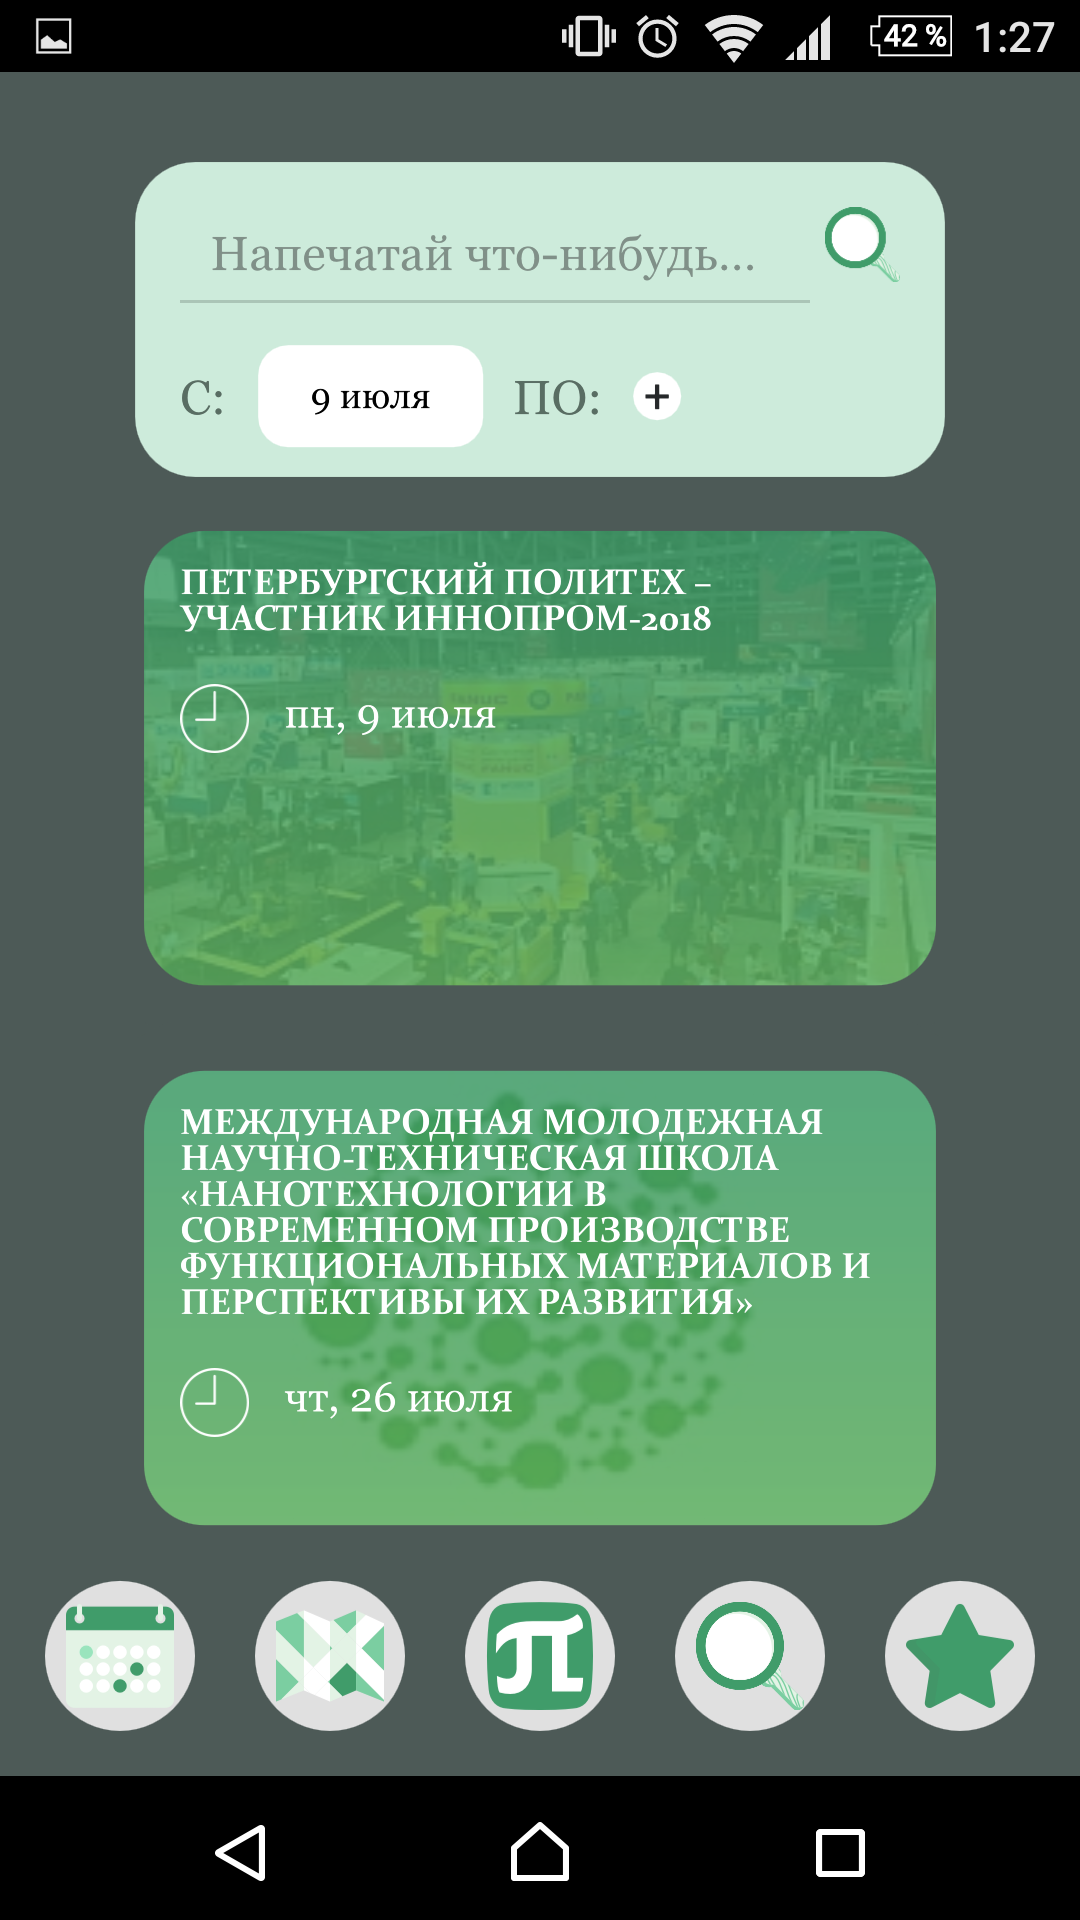 42 % 1:27
Напечатай что-нибудь...
С: 9 июля ПО: +
ПЕТЕРБУРГСКИЙ ПОЛИТЕХ –
УЧАСТНИК ИННОПРОМ-2018
пн, 9 июля
МЕЖДУНАРОДНАЯ МОЛОДЕЖНАЯ
НАУЧНО-ТЕХНИЧЕСКАЯ ШКОЛА
«НАНОТЕХНОЛОГИИ В
СОВРЕМЕННОМ ПРОИЗВОДСТВЕ
ФУНКЦИОНАЛЬНЫХ МАТЕРИАЛОВ И
ПЕРСПЕКТИВЫ ИХ РАЗВИТИЯ»
чт, 26 июля